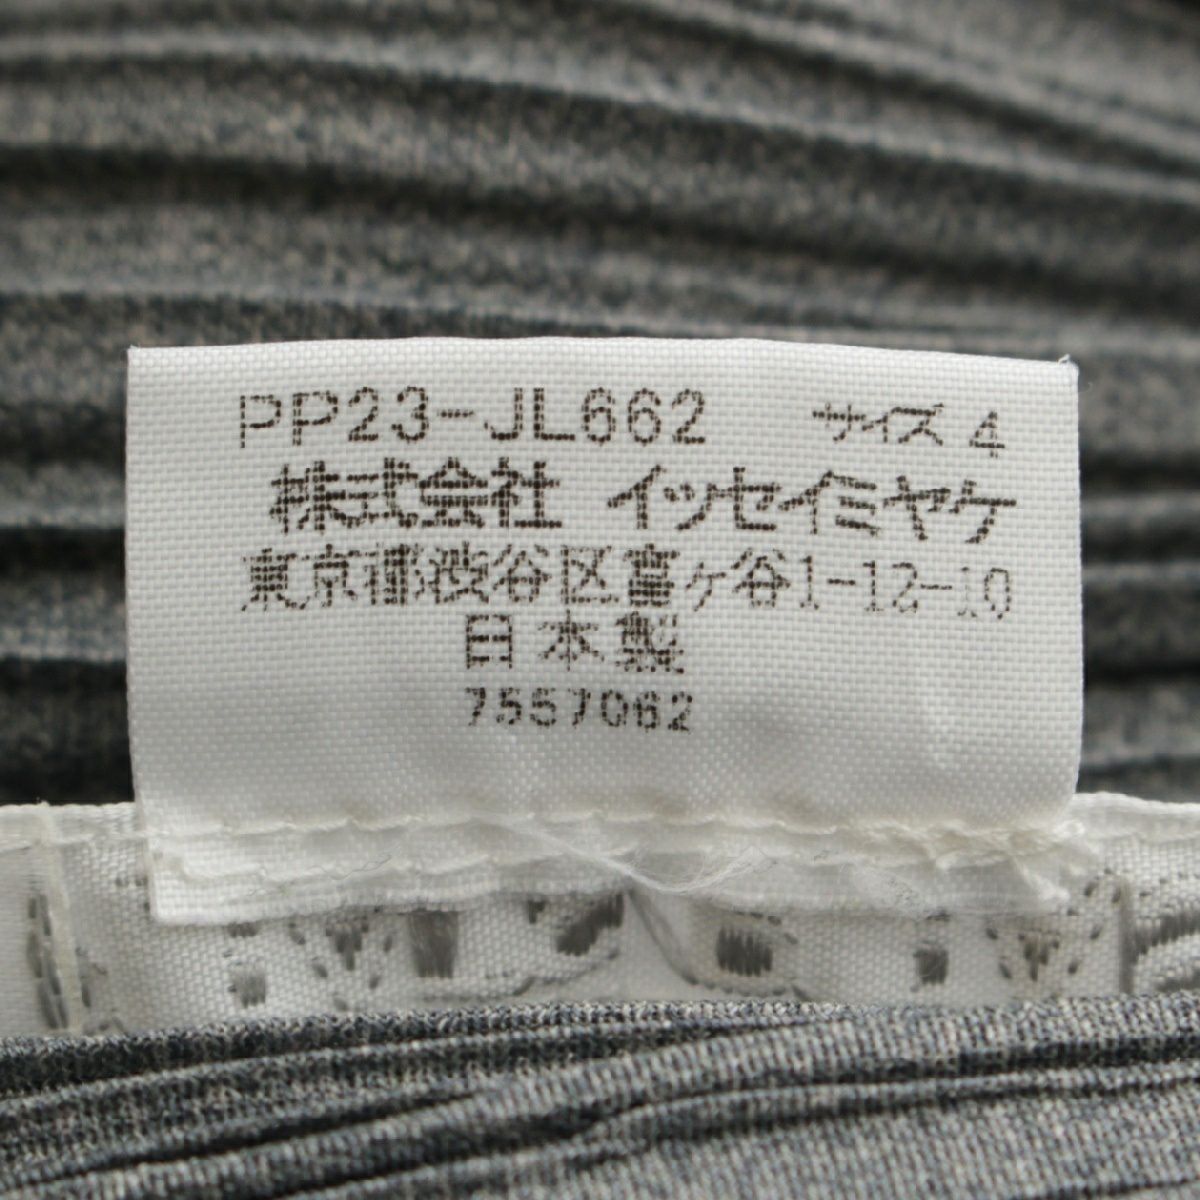 PP23-JL662 サイズ 4
株式会社 イッセイミヤケ
東京都渋谷区富ヶ谷1-12-10
日本製
7557062